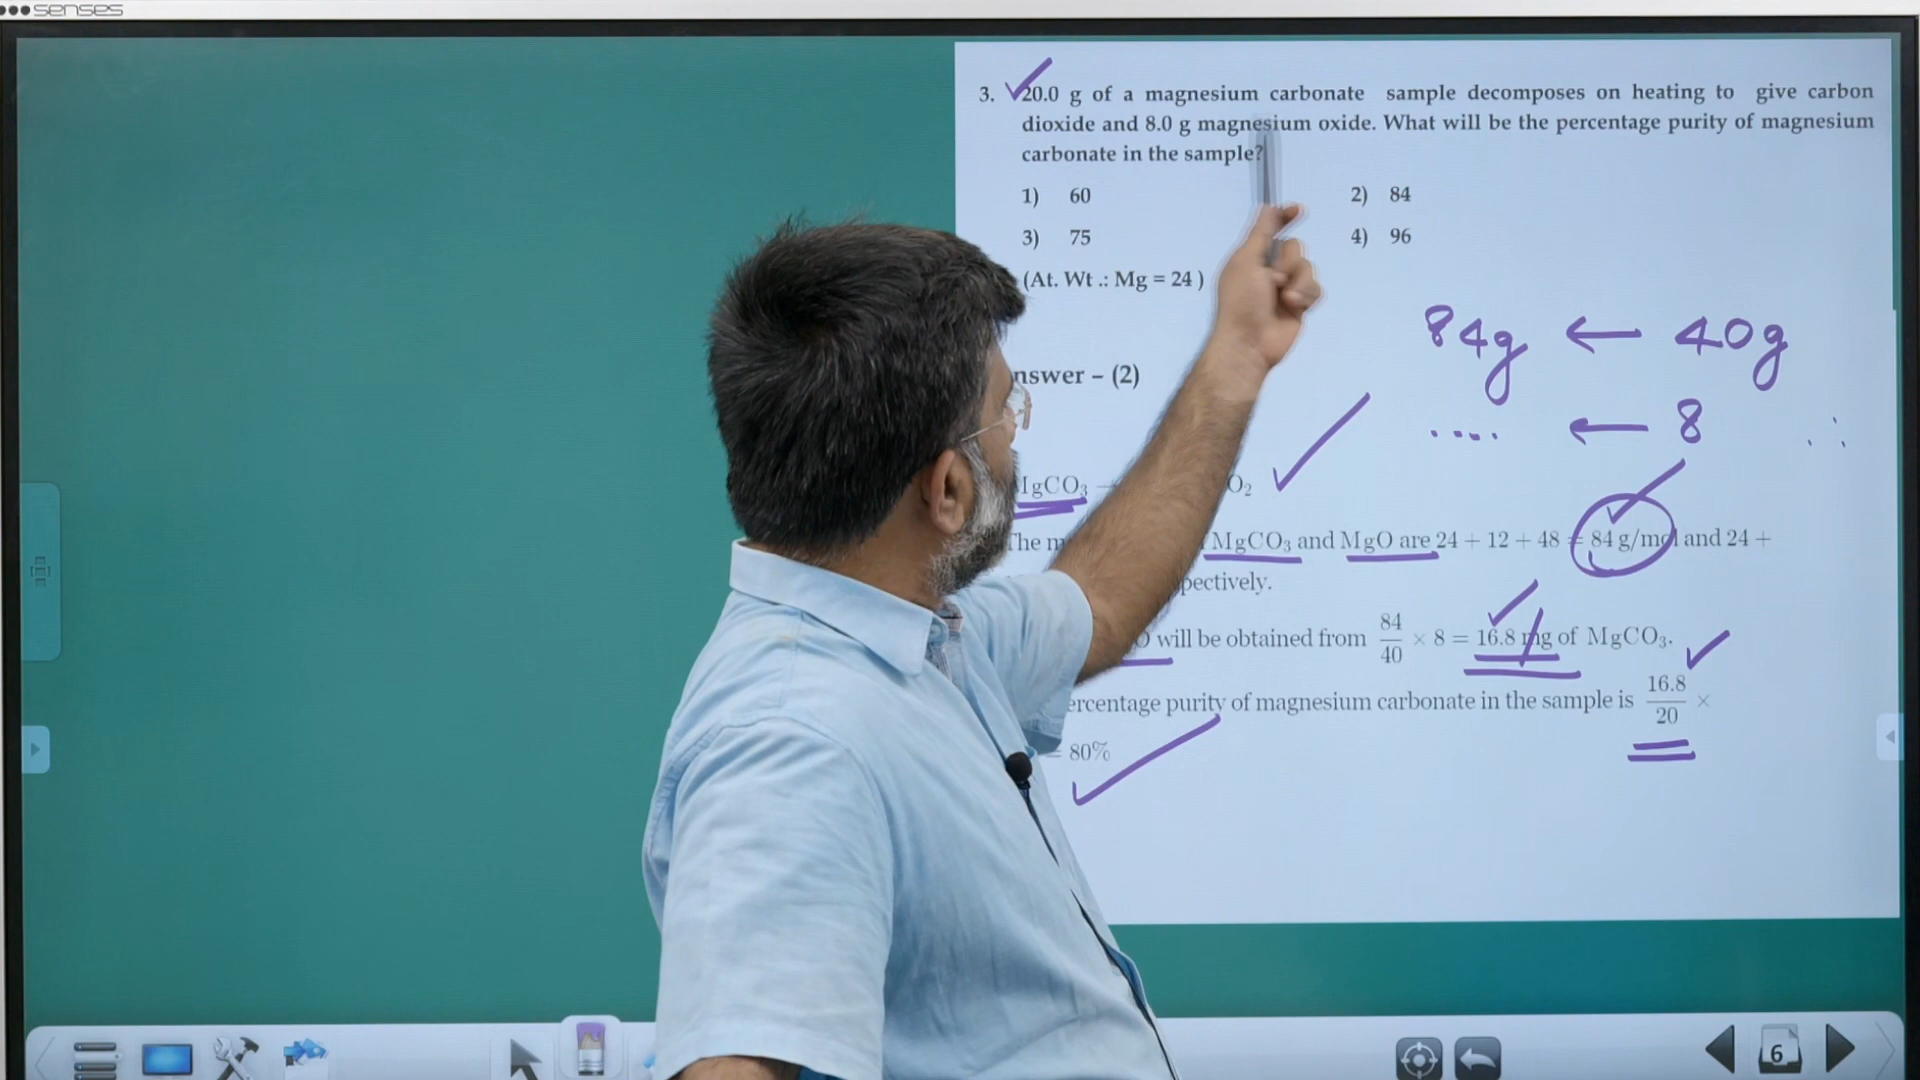 senses
3. 20.0 g of a magnesium carbonate sample decomposes on heating to give carbon
dioxide and 8.0 g magnesium oxide. What will be the percentage purity of magnesium
carbonate in the sample?
1) 60 2) 84
3) 75 4) 96
(At. Wt .: Mg = 24 )
84g ← 40g
nswer – (2)
.... ← 8
IgCO₃ O₂
The m MgCO₃ and MgO are 24 + 12 + 48 = 84 g/mol and 24 +
pectively.
O will be obtained from 84/40 × 8 = 16.8 mg of MgCO₃.
ercentage purity of magnesium carbonate in the sample is 16.8/20 ×
= 80%
6